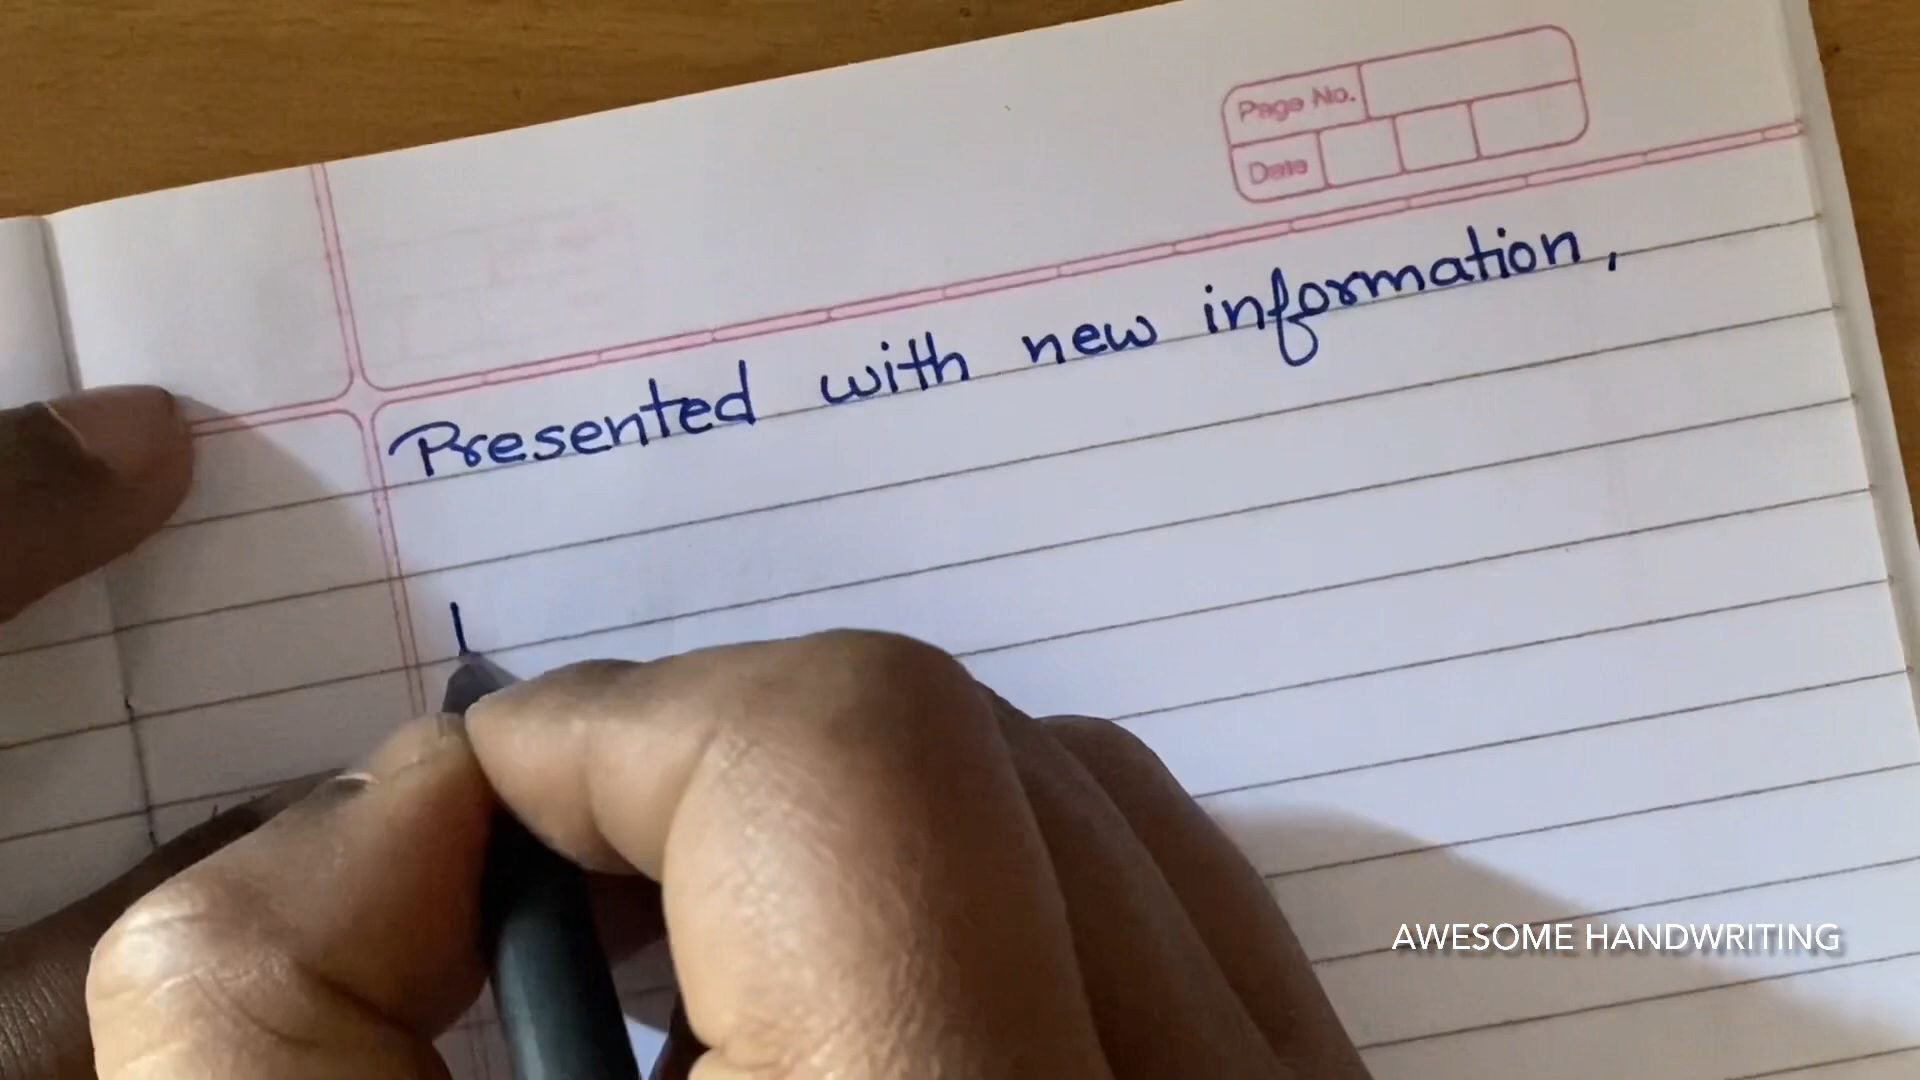 Page No.
Date
Presented with new information,
AWESOME HANDWRITING